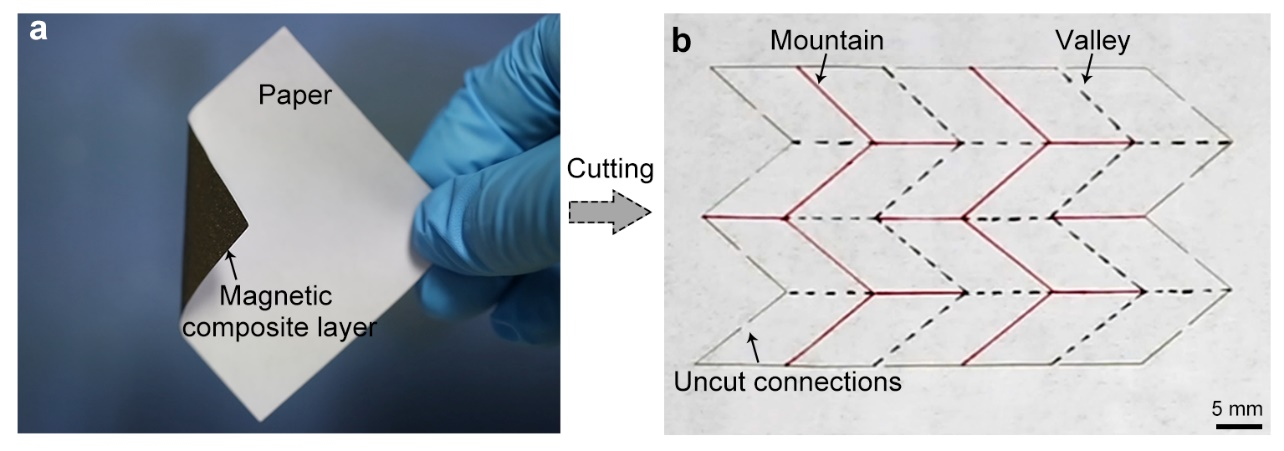 a
Paper
Magnetic
composite layer
Cutting
b
Mountain
Valley
Uncut connections
5 mm